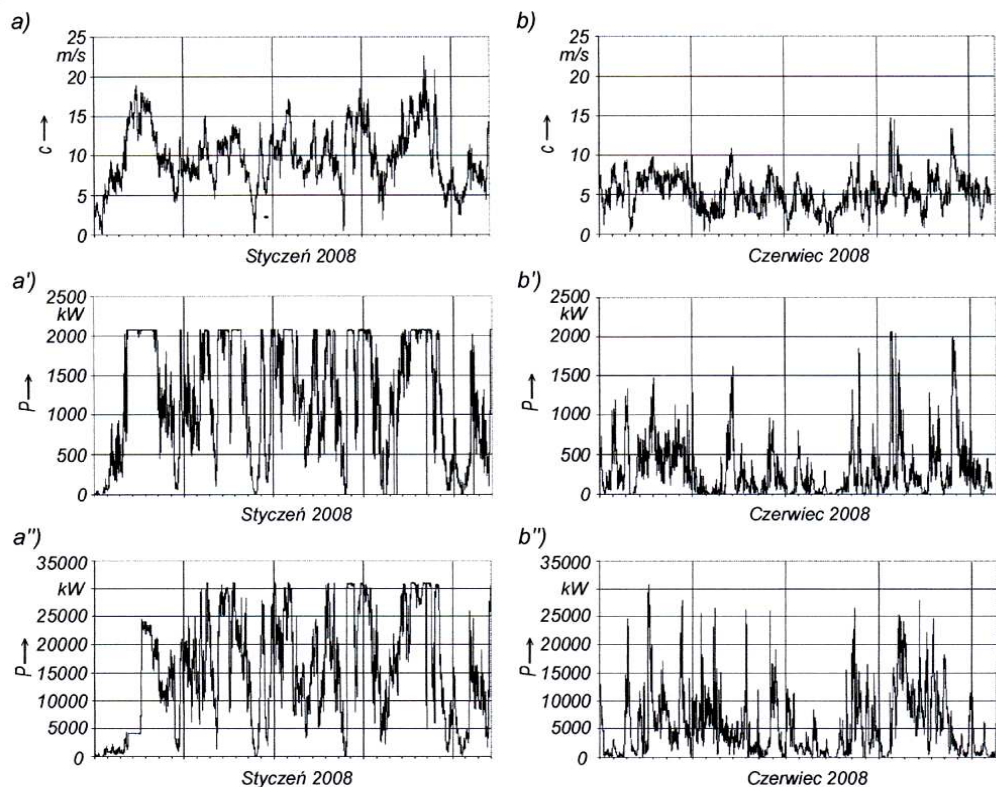 a)
25
m/s
20
15
10
5
0
c →
Styczeń 2008
b)
25
m/s
20
15
10
5
0
c →
Czerwiec 2008
a')
2500
kW
2000
1500
1000
500
0
P →
Styczeń 2008
b')
2500
kW
2000
1500
1000
500
0
P →
Czerwiec 2008
a'')
35000
kW
30000
25000
20000
15000
10000
5000
0
P →
Styczeń 2008
b'')
35000
kW
30000
25000
20000
15000
10000
5000
0
P →
Czerwiec 2008